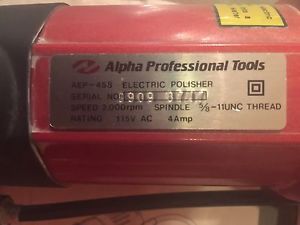 Alpha Professional Tools
AEP-458 ELECTRIC POLISHER
SERIAL NO. 0909
SPEED 2,000rpm SPINDLE 5/8-11UNC THREAD
RATING 115V AC 4Amp